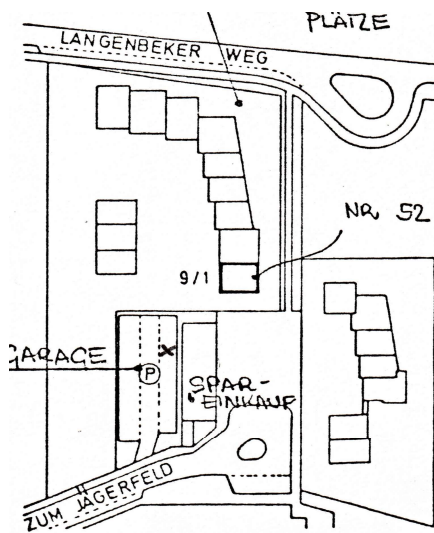 PLÄTZE
LANGENBEKER WEG
NR 52
9/1
GARAGE
P
SPAR-
EINKAUF
ZUM JÄGERFELD